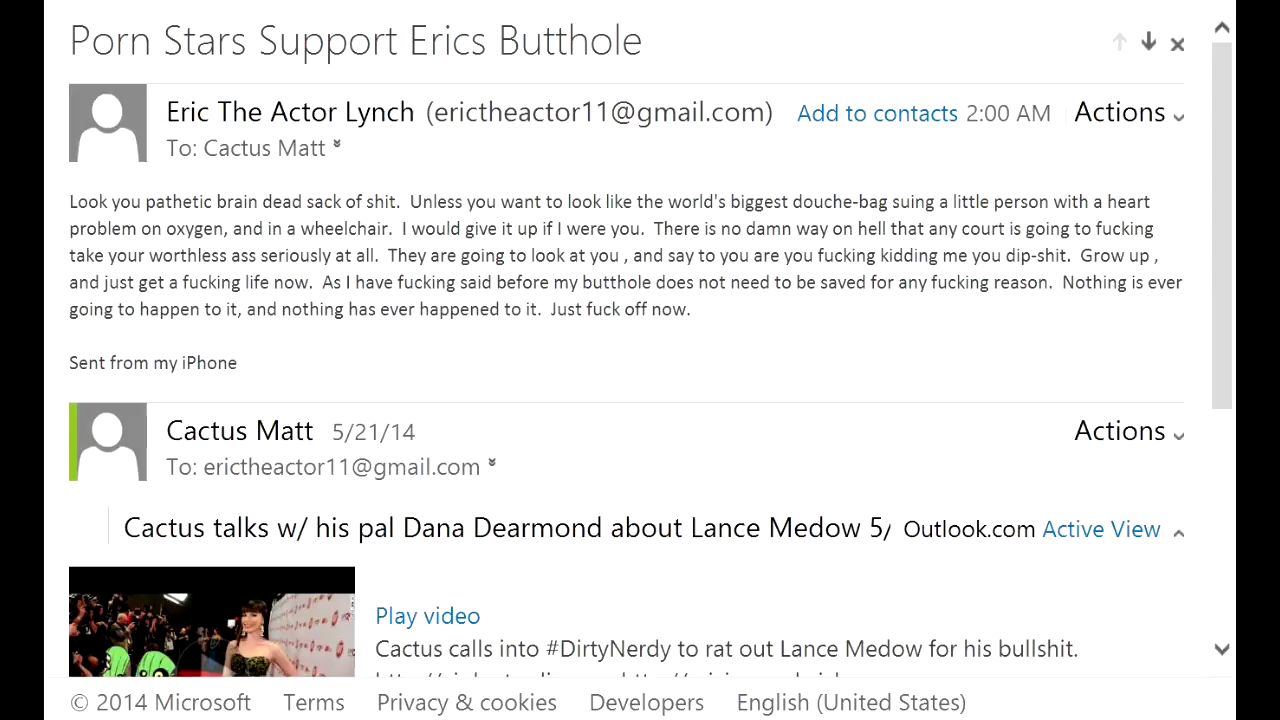 Porn Stars Support Erics Butthole
Eric The Actor Lynch (erictheactor11@gmail.com) Add to contacts 2:00 AM Actions
To: Cactus Matt
Look you pathetic brain dead sack of shit. Unless you want to look like the world's biggest douche-bag suing a little person with a heart
problem on oxygen, and in a wheelchair. I would give it up if I were you. There is no damn way on hell that any court is going to fucking
take your worthless ass seriously at all. They are going to look at you , and say to you are you fucking kidding me you dip-shit. Grow up ,
and just get a fucking life now. As I have fucking said before my butthole does not need to be saved for any fucking reason. Nothing is ever
going to happen to it, and nothing has ever happened to it. Just fuck off now.
Sent from my iPhone
Cactus Matt 5/21/14 Actions
To: erictheactor11@gmail.com
Cactus talks w/ his pal Dana Dearmond about Lance Medow 5/ Outlook.com Active View
Play video
Cactus calls into #DirtyNerdy to rat out Lance Medow for his bullshit.
© 2014 Microsoft Terms Privacy & cookies Developers English (United States)